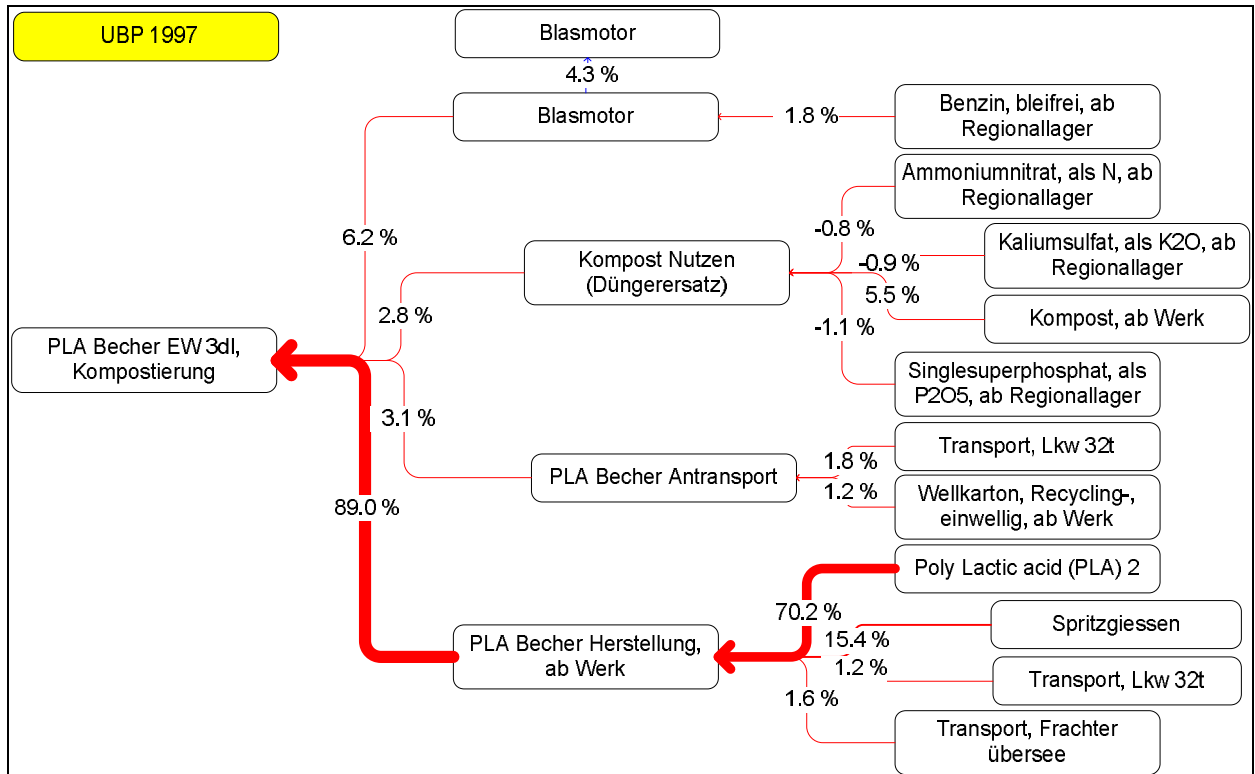 UBP 1997
Blasmotor
4.3 %
Blasmotor
1.8 %
Benzin, bleifrei, ab
Regionallager
Ammoniumnitrat, als N, ab
Regionallager
-0.8 %
6.2 %
Kompost Nutzen
(Düngerersatz)
-0.9 %
Kaliumsulfat, als K2O, ab
Regionallager
5.5 %
2.8 %
-1.1 %
Kompost, ab Werk
PLA Becher EW 3dl,
Kompostierung
Singlesuperphosphat, als
P2O5, ab Regionallager
3.1 %
PLA Becher Antransport
1.8 %
Transport, Lkw 32t
1.2 %
Wellkarton, Recycling-,
einwellig, ab Werk
89.0 %
Poly Lactic acid (PLA) 2
70.2 %
PLA Becher Herstellung,
ab Werk
15.4 %
Spritzgiessen
1.2 %
Transport, Lkw 32t
1.6 %
Transport, Frachter
übersee